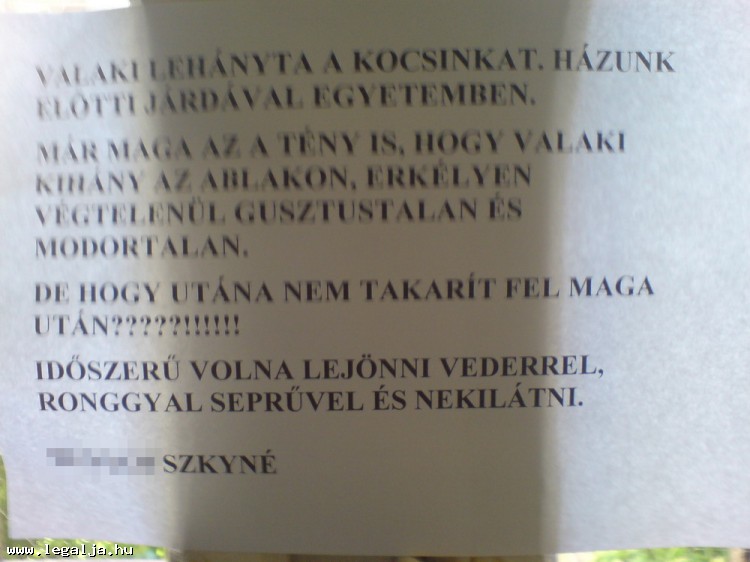 VALAKI LEHÁNYTA A KOCSINKAT. HÁZUNK
ELŐTTI JÁRDÁVAL EGYETEMBEN.
MÁR MAGA AZ A TÉNY IS, HOGY VALAKI
KIHÁNY AZ ABLAKON, ERKÉLYEN
VÉGTELENÜL GUSZTUSTALAN ÉS
MODORTALAN.
DE HOGY UTÁNA NEM TAKARÍT FEL MAGA
UTÁN?????!!!!!!
IDŐSZERŰ VOLNA LEJÖNNI VEDERREL,
RONGGYAL SEPRŰVEL ÉS NEKILÁTNI.
SZKYNÉ
www.legalja.hu